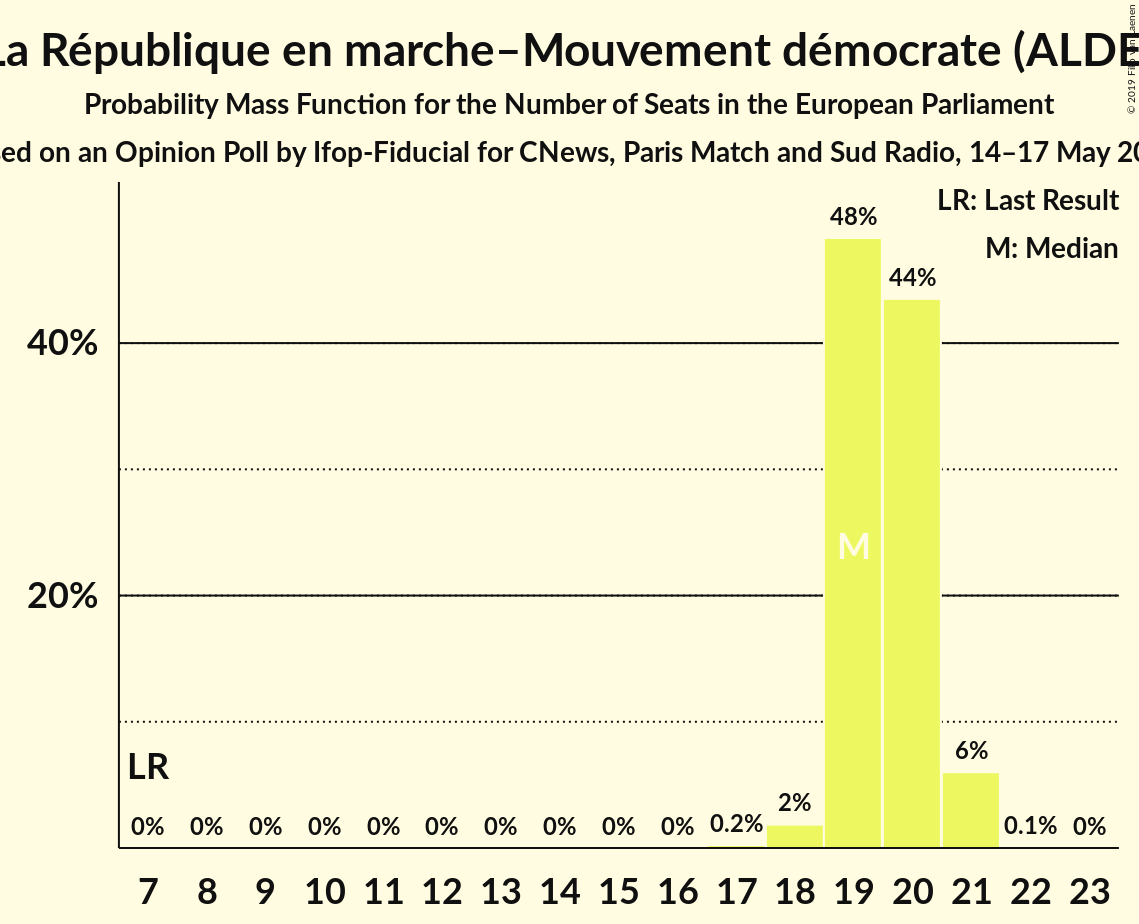 La République en marche–Mouvement démocrate (ALDE
Probability Mass Function for the Number of Seats in the European Parliament
sed on an Opinion Poll by Ifop-Fiducial for CNews, Paris Match and Sud Radio, 14–17 May 20
© 2019
LR: Last Result
M: Median
48%
44%
40%
M
20%
LR
6%
2%
0% 0% 0% 0% 0% 0% 0% 0% 0% 0% 0.2% 0.1% 0%
7 8 9 10 11 12 13 14 15 16 17 18 19 20 21 22 23